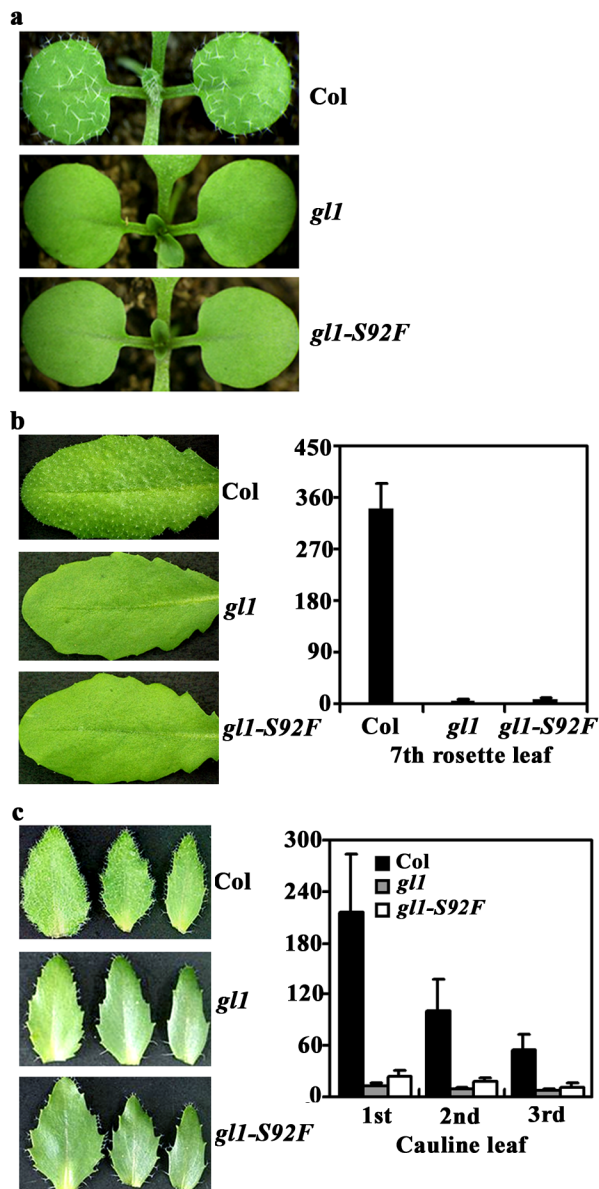 a
Col
gl1
gl1-S92F
b
Col
gl1
gl1-S92F
450
360
270
180
90
0
Col gl1 gl1-S92F
7th rosette leaf
c
Col
gl1
gl1-S92F
300
240
180
120
60
0
Col
gl1
gl1-S92F
1st 2nd 3rd
Cauline leaf